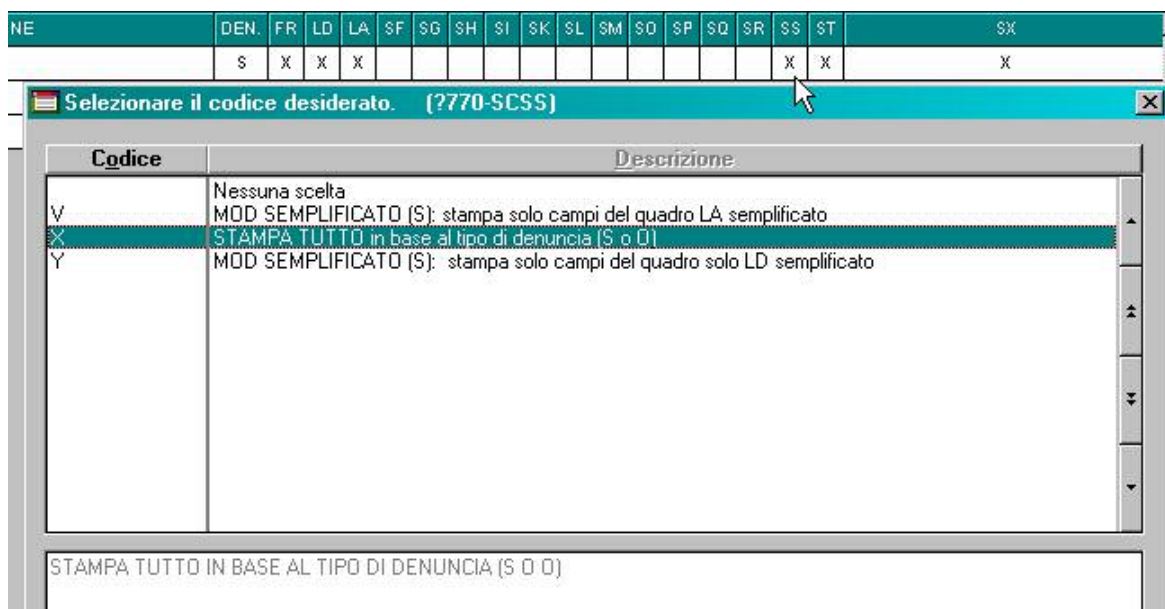 NE DEN. FR LD LA SF SG SH SI SK SL SM SO SP SQ SR SS ST SX
S X X X X X X
Selezionare il codice desiderato. (?770-SCSS)
Codice Descrizione
Nessuna scelta
V MOD SEMPLIFICATO (S): stampa solo campi del quadro LA semplificato
X STAMPA TUTTO in base al tipo di denuncia (S o O)
Y MOD SEMPLIFICATO (S): stampa solo campi del quadro solo LD semplificato
STAMPA TUTTO IN BASE AL TIPO DI DENUNCIA (S O O)